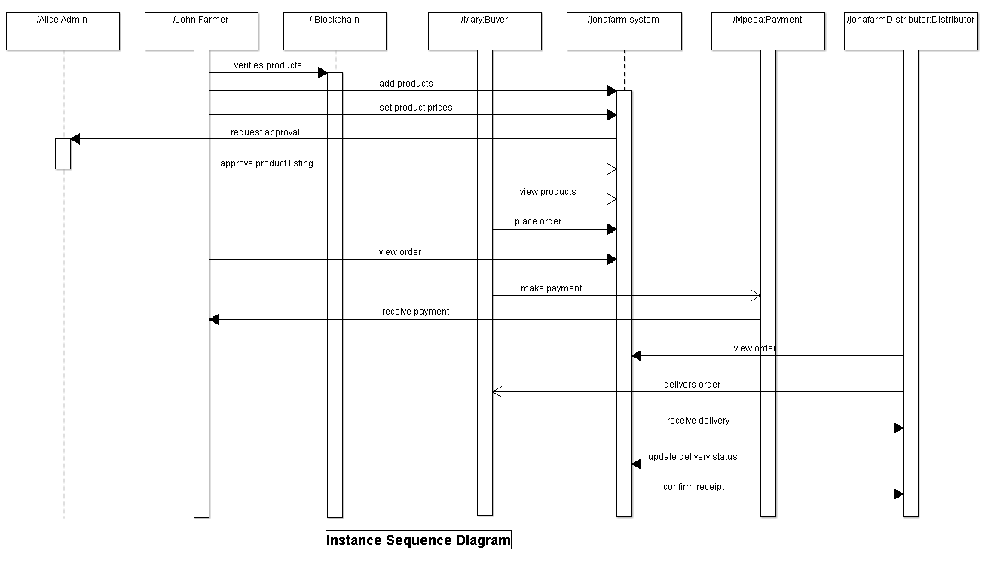 /Alice:Admin
/John:Farmer
/:Blockchain
/Mary:Buyer
/jonafarm:system
/Mpesa:Payment
/jonafarmDistributor:Distributor
verifies products
add products
set product prices
request approval
approve product listing
view products
place order
view order
make payment
receive payment
view order
delivers order
receive delivery
update delivery status
confirm receipt
Instance Sequence Diagram